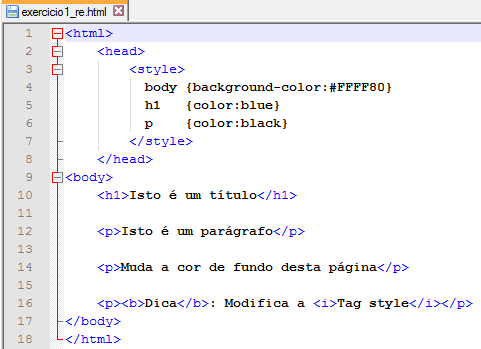 exercicio1_re.html
1 <html>
2 <head>
3 <style>
4 body {background-color:#FFFF80}
5 h1 {color:blue}
6 p {color:black}
7 </style>
8 </head>
9 <body>
10 <h1>Isto é um título</h1>
11
12 <p>Isto é um parágrafo</p>
13
14 <p>Muda a cor de fundo desta página</p>
15
16 <p><b>Dica</b>: Modifica a <i>Tag style</i></p>
17 </body>
18 </html>